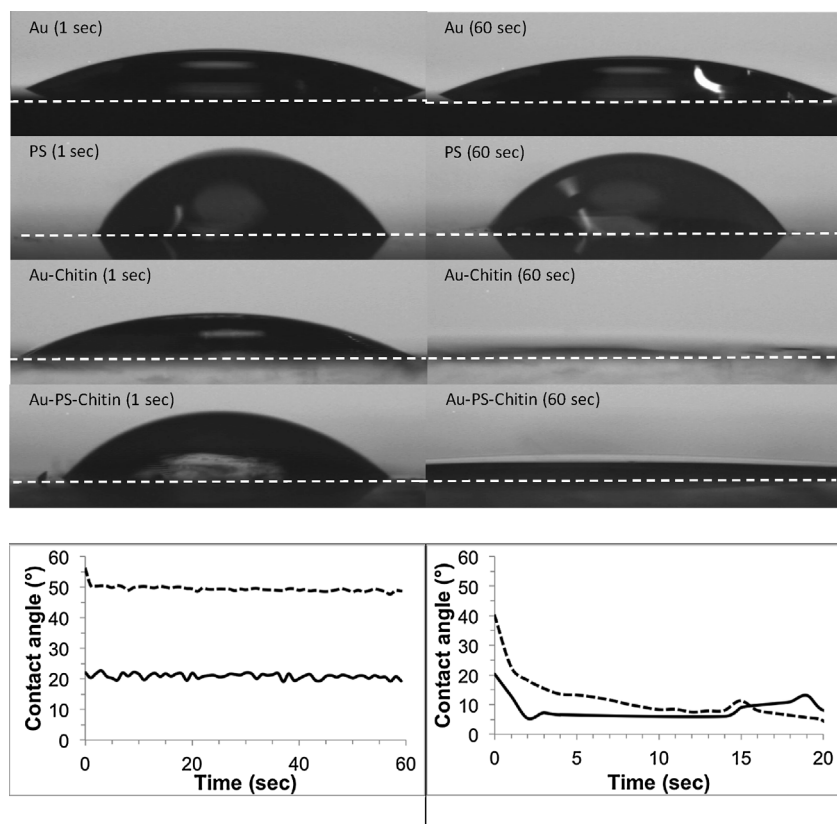 Au (1 sec)
Au (60 sec)
PS (1 sec)
PS (60 sec)
Au-Chitin (1 sec)
Au-Chitin (60 sec)
Au-PS-Chitin (1 sec)
Au-PS-Chitin (60 sec)
Contact angle (°)
60
50
40
30
20
10
0
0
20
40
60
Time (sec)
Contact angle (°)
60
50
40
30
20
10
0
0
5
10
15
20
Time (sec)